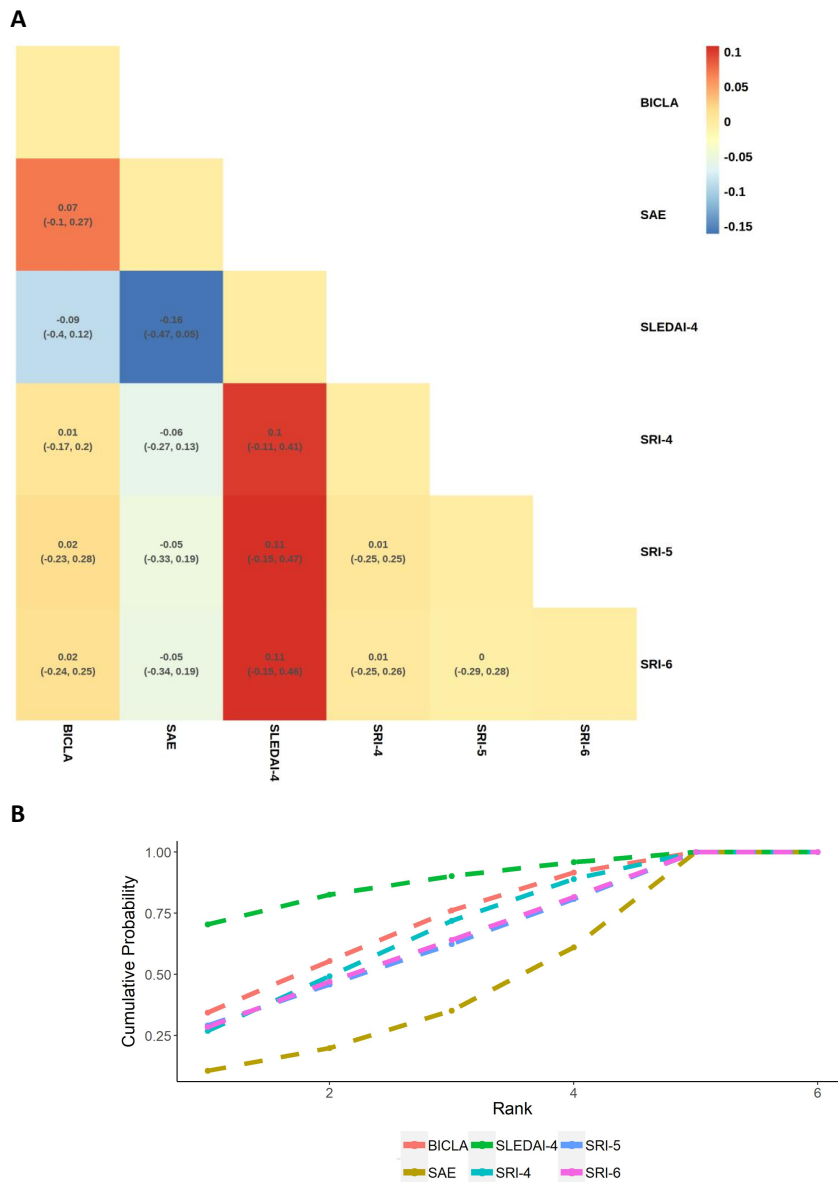 A
0.1
0.05
0
-0.05
-0.1
-0.15
BICLA
0.07
(-0.1, 0.27)
SAE
-0.09
(-0.4, 0.12)
-0.16
(-0.47, 0.05)
SLEDAI-4
0.01
(-0.17, 0.2)
-0.06
(-0.27, 0.13)
0.1
(-0.11, 0.41)
SRI-4
0.02
(-0.23, 0.28)
-0.05
(-0.33, 0.19)
0.11
(-0.15, 0.47)
0.01
(-0.25, 0.25)
SRI-5
0.02
(-0.24, 0.25)
-0.05
(-0.34, 0.19)
0.11
(-0.15, 0.46)
0.01
(-0.25, 0.26)
0
(-0.29, 0.28)
SRI-6
BICLA
SAE
SLEDAI-4
SRI-4
SRI-5
SRI-6
B
Cumulative Probability
1.00
0.75
0.50
0.25
2
4
6
Rank
BICLA SLEDAI-4 SRI-5
SAE SRI-4 SRI-6